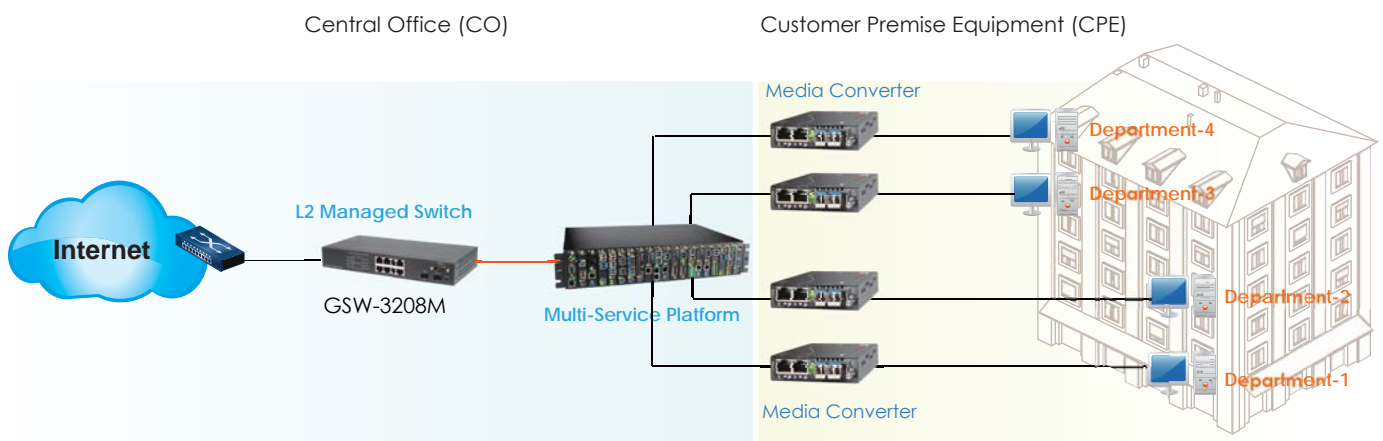 Central Office (CO)
Customer Premise Equipment (CPE)
Media Converter
Department-4
Department-3
L2 Managed Switch
Internet
GSW-3208M
Multi-Service Platform
Department-2
Department-1
Media Converter